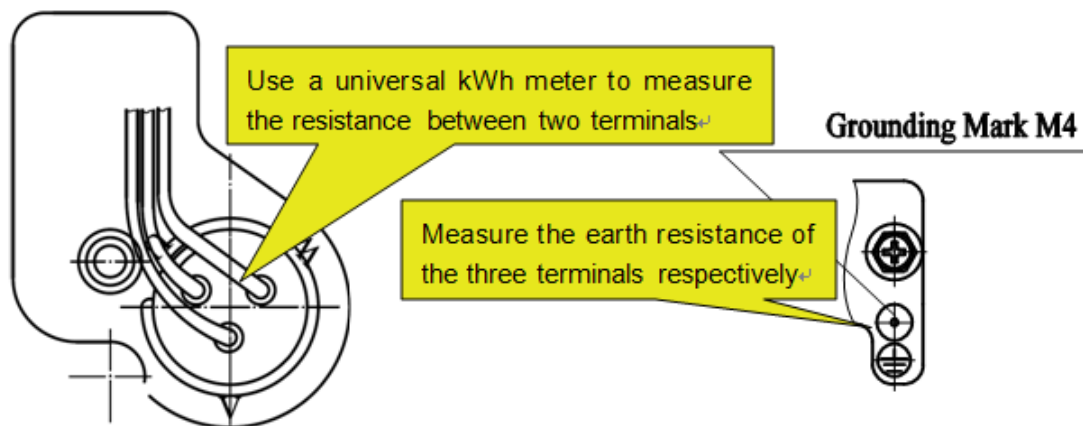 Use a universal kWh meter to measure
the resistance between two terminals↵
Grounding Mark M4
Measure the earth resistance of
the three terminals respectively↵